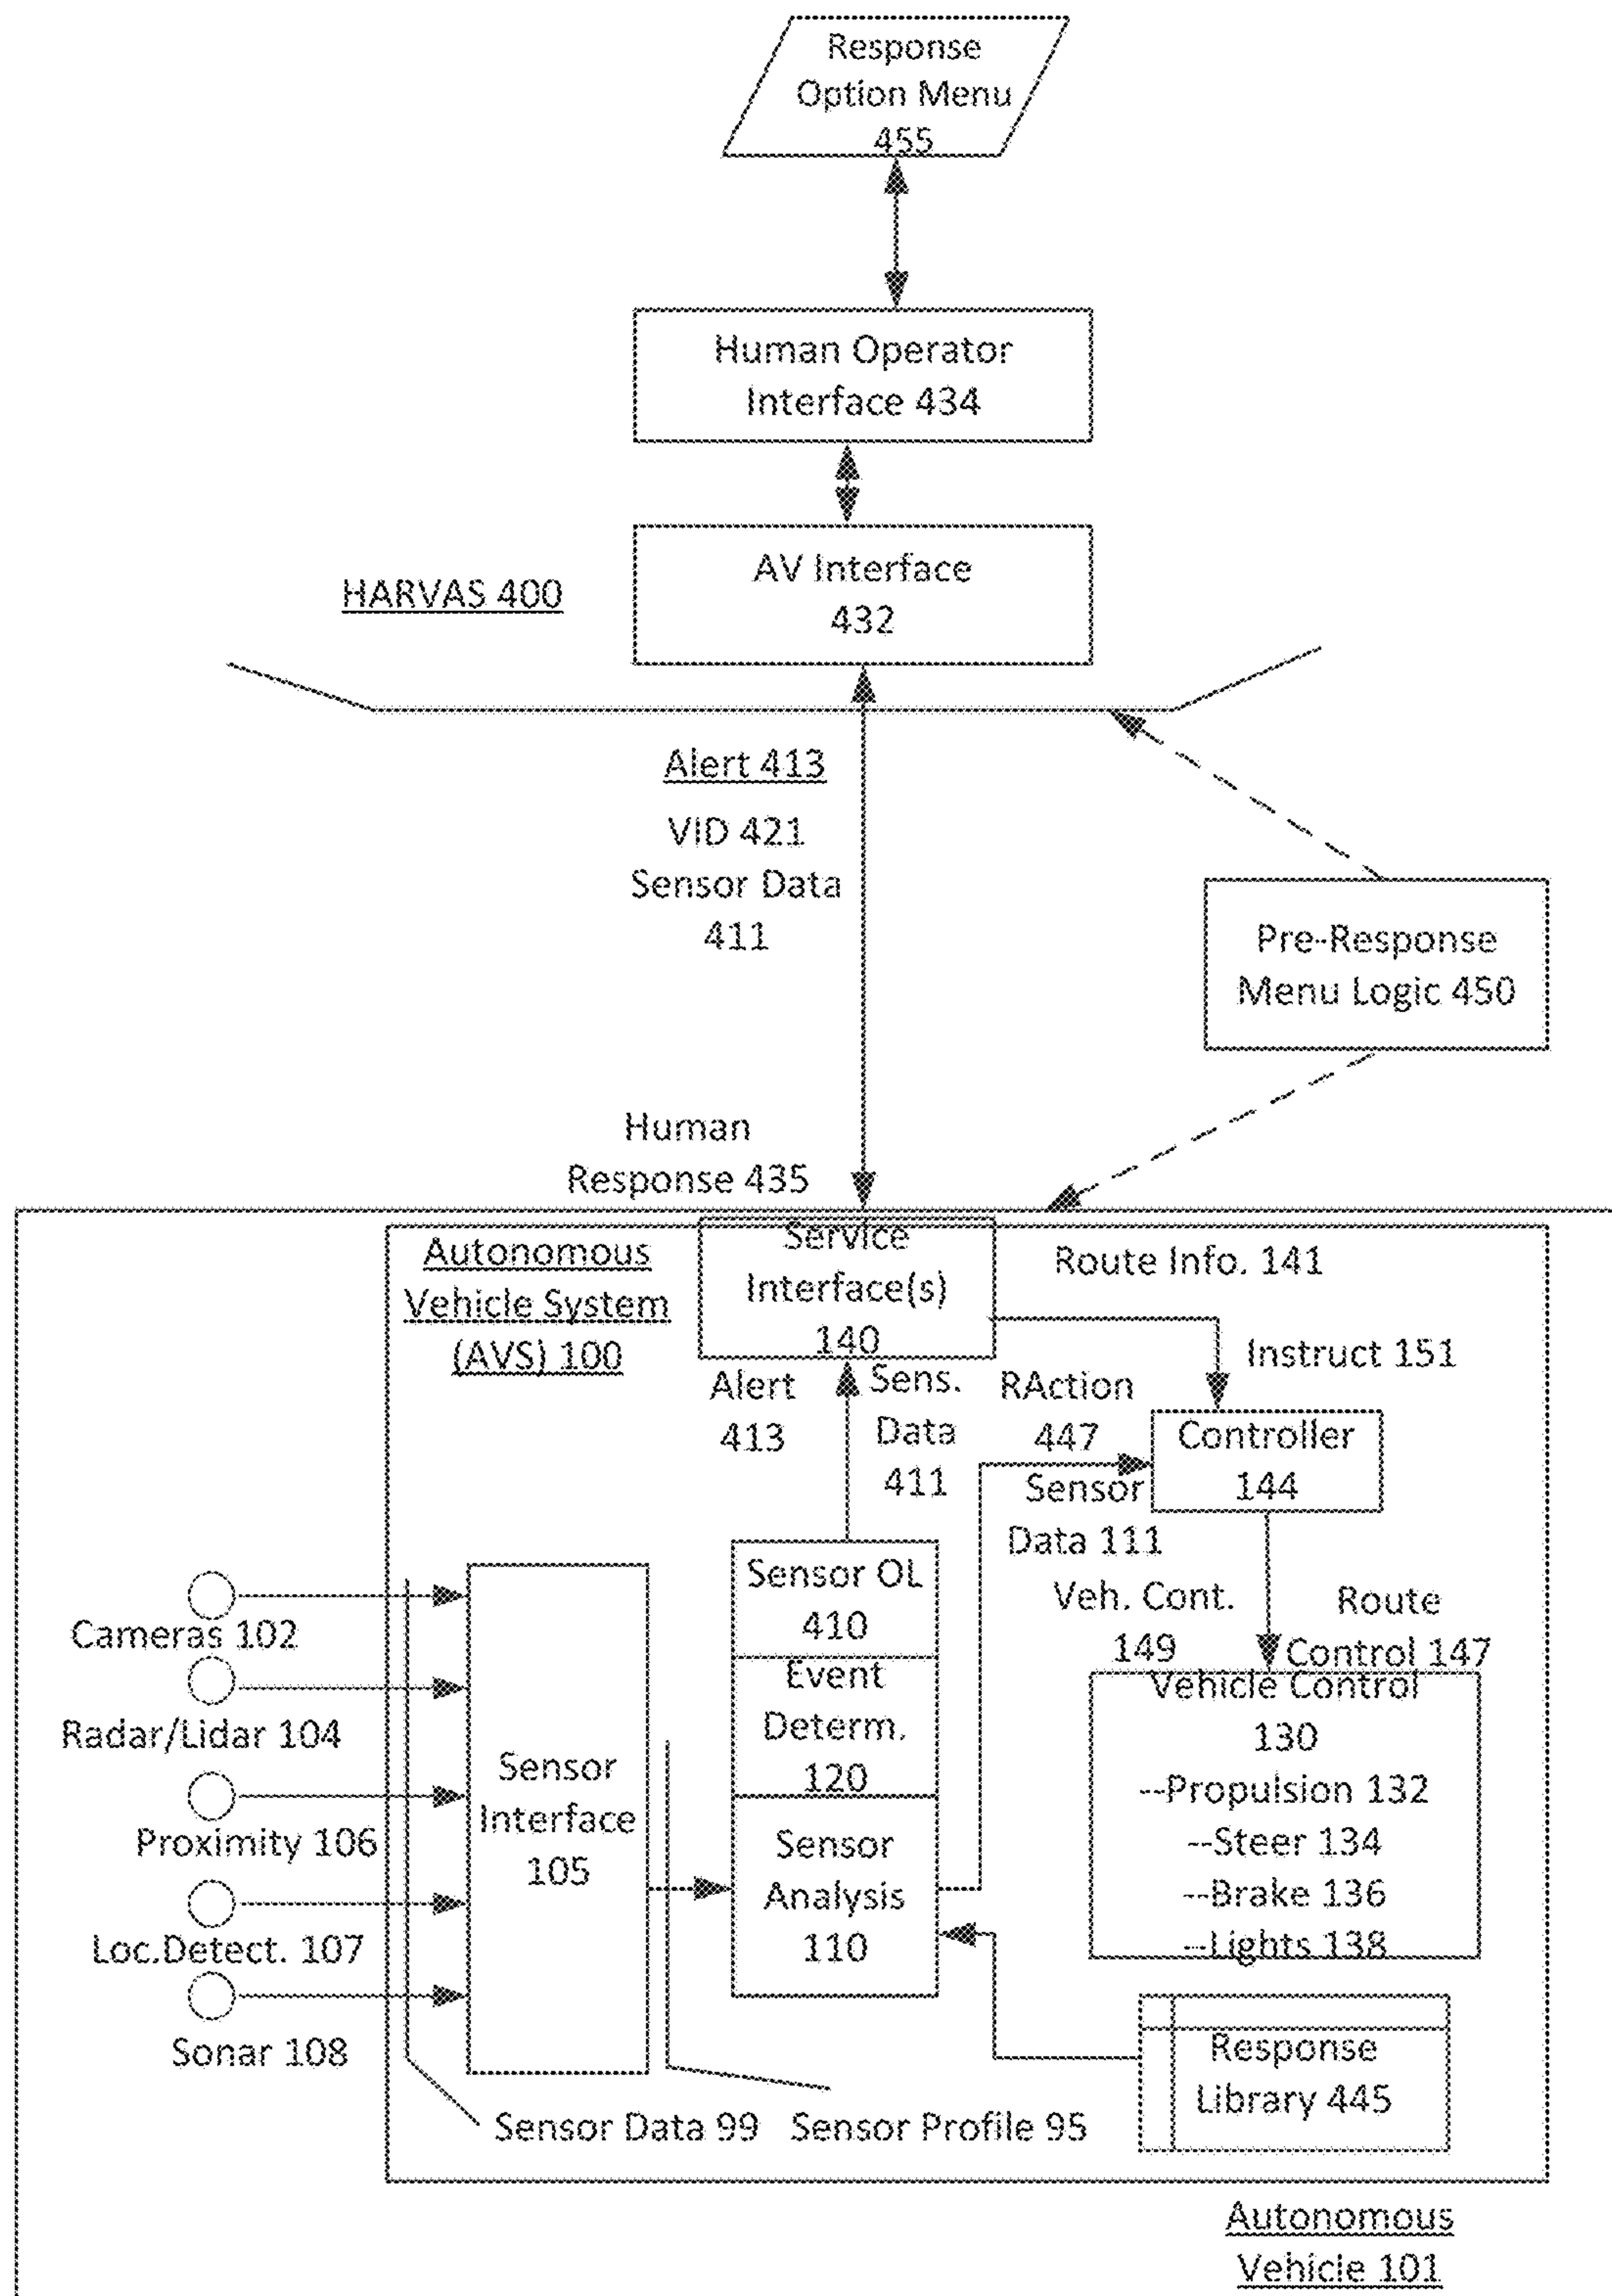 Response
Option Menu
455
Human Operator
Interface 434
AV Interface
432
HARVAS 400
Alert 413
VID 421
Sensor Data
411
Pre-Response
Menu Logic 450
Human
Response 435
Autonomous
Vehicle System
(AVS) 100
Service
Interface(s)
140
Route Info. 141
Instruct 151
Alert
413
Sens.
Data
411
RAction
447
Sensor
Data 111
Controller
144
Sensor OL
410
Event
Determ.
120
Sensor
Analysis
110
Veh. Cont.
149
Route
Control 147
Vehicle Control
130
--Propulsion 132
--Steer 134
--Brake 136
--Lights 138
Cameras 102
Radar/Lidar 104
Proximity 106
Loc.Detect. 107
Sonar 108
Sensor
Interface
105
Response
Library 445
Sensor Data 99
Sensor Profile 95
Autonomous
Vehicle 101